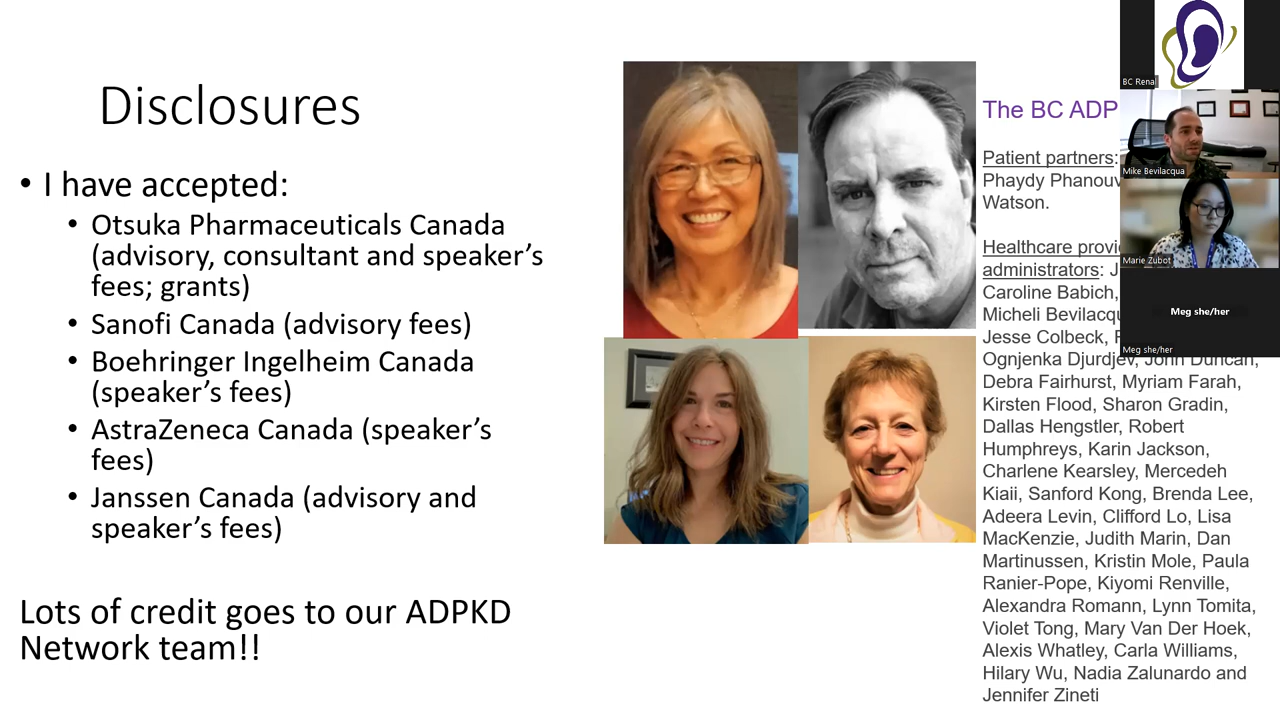 Disclosures
• I have accepted:
• Otsuka Pharmaceuticals Canada
(advisory, consultant and speaker's
fees; grants)
• Sanofi Canada (advisory fees)
• Boehringer Ingelheim Canada
(speaker's fees)
• AstraZeneca Canada (speaker's
fees)
• Janssen Canada (advisory and
speaker's fees)
Lots of credit goes to our ADPKD
Network team!!
The BC ADP
Patient partners:
Phaydy
Watson.
Healthcare
administrators:
Caroline Babich,
Micheli
Jesse Colbeck,
Ognjenka Djurdjev, John Duncan,
Debra Fairhurst, Myriam Farah,
Kirsten Flood, Sharon Gradin,
Dallas Hengstler, Robert
Humphreys, Karin Jackson,
Charlene Kearsley, Mercedeh
Kiaii, Sanford Kong, Brenda Lee,
Adeera Levin, Clifford Lo, Lisa
MacKenzie, Judith Marin, Dan
Martinussen, Kristin Mole, Paula
Ranier-Pope, Kiyomi Renville,
Alexandra Romann, Lynn Tomita,
Violet Tong, Mary Van Der Hoek,
Alexis Whatley, Carla Williams,
Hilary Wu, Nadia Zalunardo and
Jennifer Zineti
BC Renal
Mike Bevilacqua
Marie Zubot
Meg she/her
Meg she/her